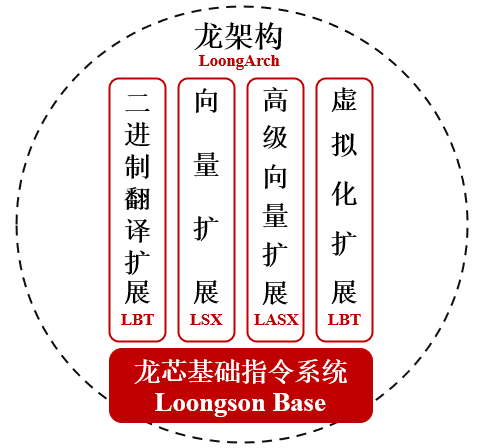 龙架构
LoongArch
二进制翻译扩展
LBT
向量扩展
LSX
高级向量扩展
LASX
虚拟化扩展
LBT
龙芯基础指令系统
Loongson Base